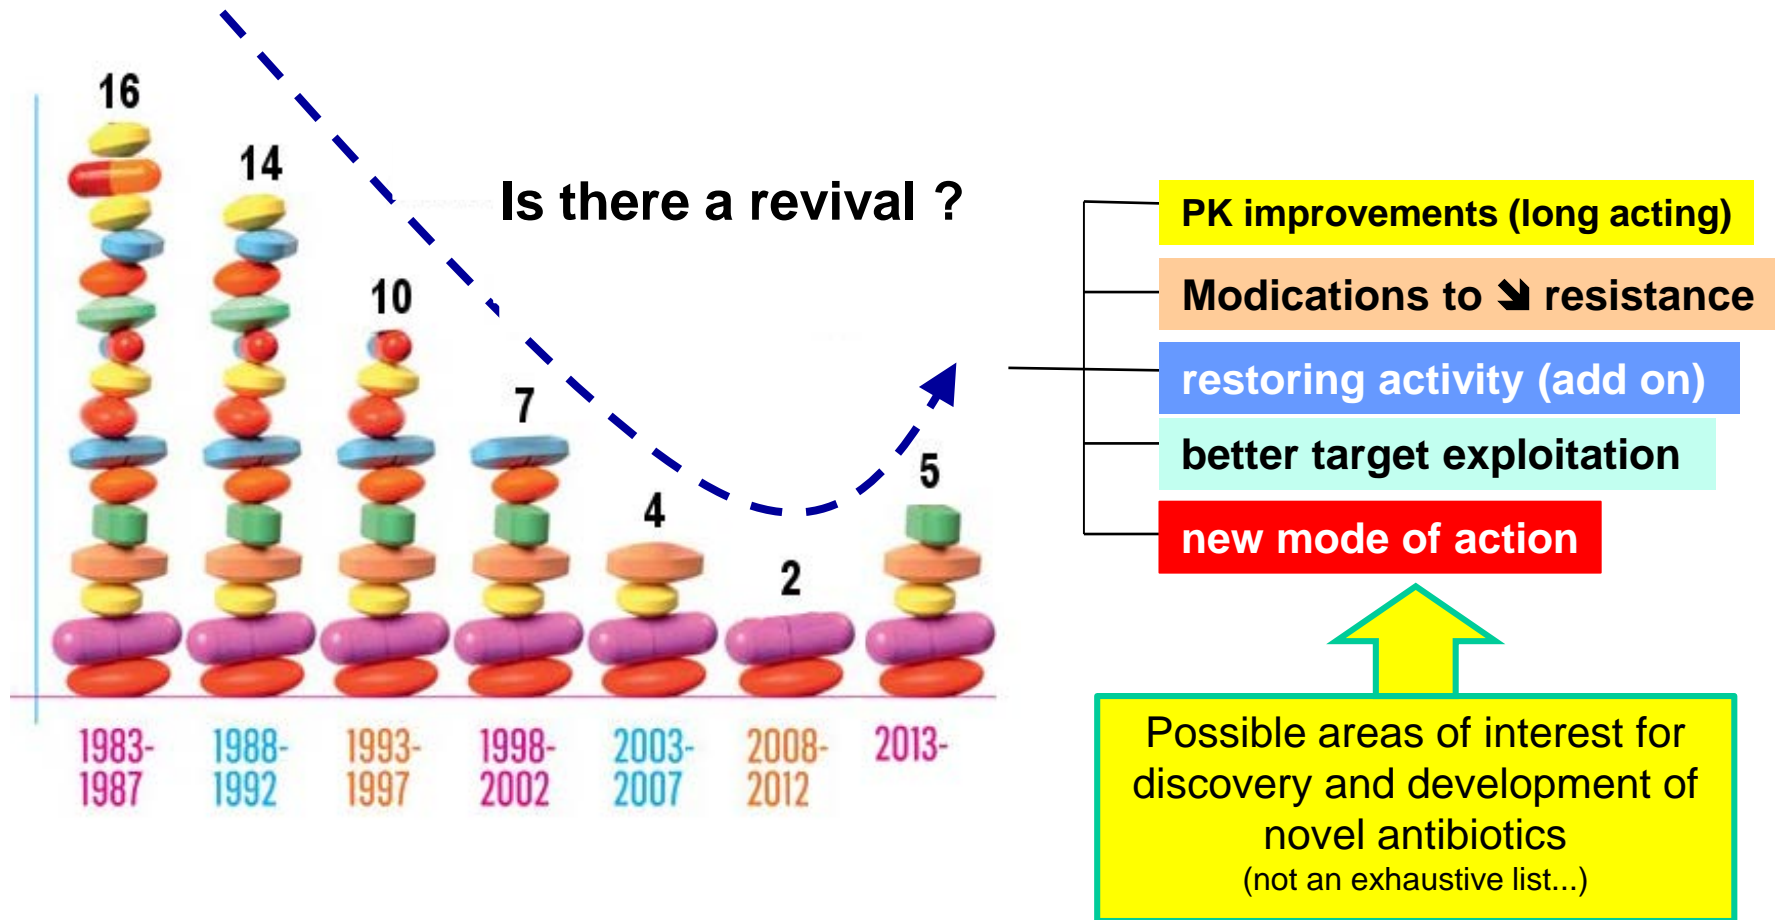 16
14
10
7
4
2
5
Is there a revival ?
1983-
1987
1988-
1992
1993-
1997
1998-
2002
2003-
2007
2008-
2012
2013-
PK improvements (long acting)
Modications to ⬊ resistance
restoring activity (add on)
better target exploitation
new mode of action
Possible areas of interest for
discovery and development of
novel antibiotics
(not an exhaustive list...)